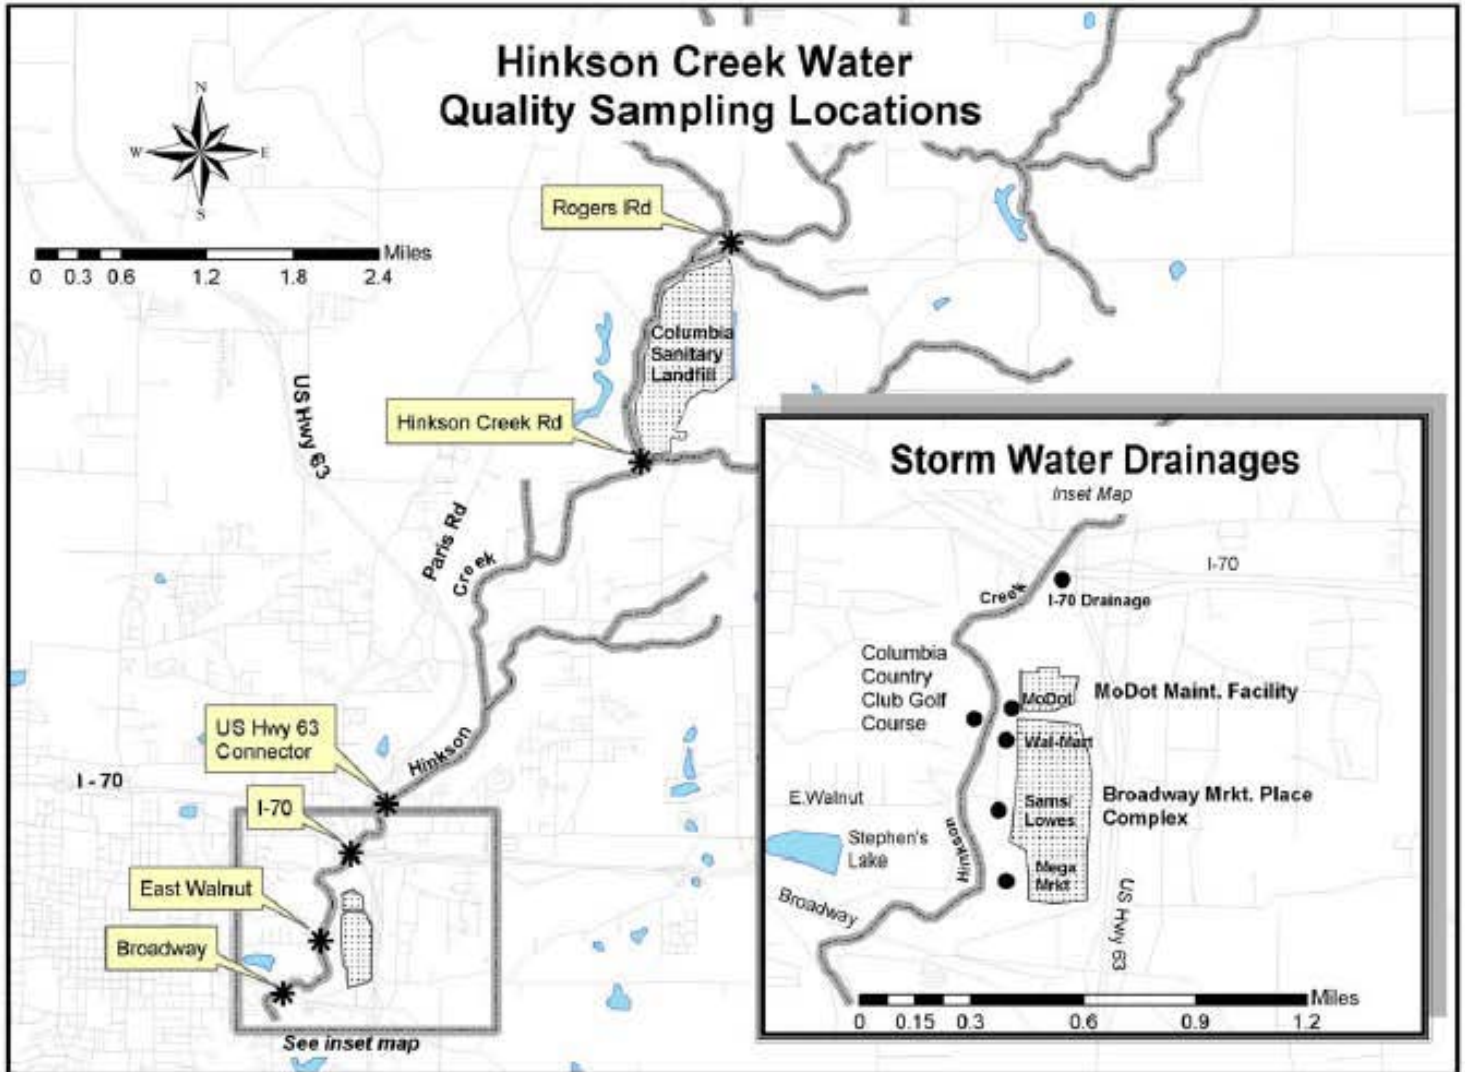 Hinkson Creek Water
Quality Sampling Locations
N
W
E
S
Miles
0 0.3 0.6 1.2 1.8 2.4
Rogers lRd
Columbia
Sanitary
Landfill
US Hwy 63
Hinkson Creek Rd
Paris Rd
Creek
US Hwy 63
Connector
Hinkson
I - 70
I-70
East Walnut
Broadway
See inset map
Storm Water Drainages
Inset Map
I-70
Creek
I-70 Drainage
Columbia
Country
Club Golf
Course
MoDot
MoDot Maint. Facility
Wal-Mart
E.Walnut
Sams/
Lowes
Broadway Mrkt. Place
Complex
Stephen's
Lake
Hinkson
Mega
Mrkt
Broadway
US Hwy 63
Miles
0 0.15 0.3 0.6 0.9 1.2